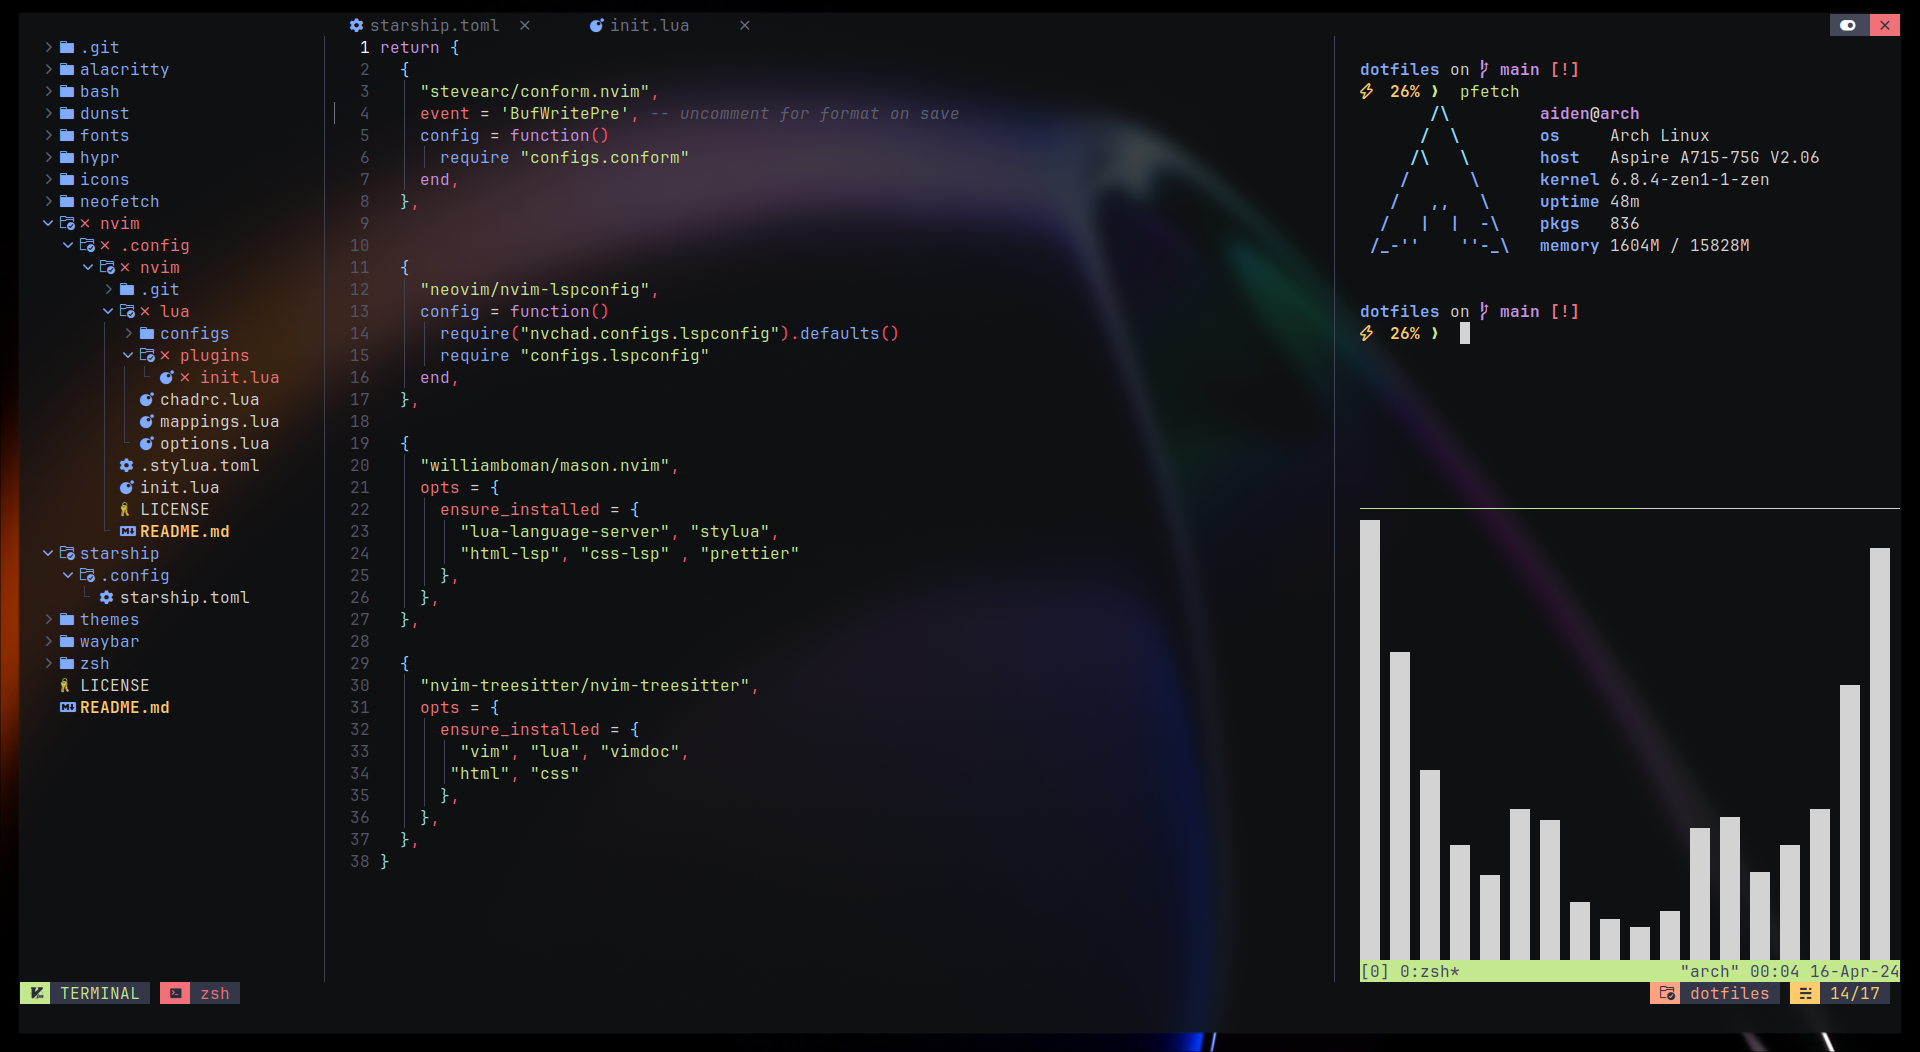 starship.toml × init.lua ×
.git
alacritty
bash
dunst
fonts
hypr
icons
neofetch
nvim
.config
nvim
.git
lua
configs
plugins
init.lua
chadrc.lua
mappings.lua
options.lua
.stylua.toml
init.lua
LICENSE
README.md
starship
.config
starship.toml
themes
waybar
zsh
LICENSE
README.md
1 return {
2 {
3 "stevearc/conform.nvim",
4 event = 'BufWritePre', -- uncomment for format on save
5 config = function()
6 require "configs.conform"
7 end,
8 },
9
10
11 {
12 "neovim/nvim-lspconfig",
13 config = function()
14 require("nvchad.configs.lspconfig").defaults()
15 require "configs.lspconfig"
16 end,
17 },
18
19 {
20 "williamboman/mason.nvim",
21 opts = {
22 ensure_installed = {
23 "lua-language-server", "stylua",
24 "html-lsp", "css-lsp" , "prettier"
25 },
26 },
27 },
28
29 {
30 "nvim-treesitter/nvim-treesitter",
31 opts = {
32 ensure_installed = {
33 "vim", "lua", "vimdoc",
34 "html", "css"
35 },
36 },
37 },
38 }
dotfiles on main [!]
26% ❯ pfetch
aiden@arch
os Arch Linux
host Aspire A715-75G V2.06
kernel 6.8.4-zen1-1-zen
uptime 48m
pkgs 836
memory 1604M / 15828M
dotfiles on main [!]
26% ❯
[0] 0:zsh* "arch" 00:04 16-Apr-24
TERMINAL zsh dotfiles 14/17